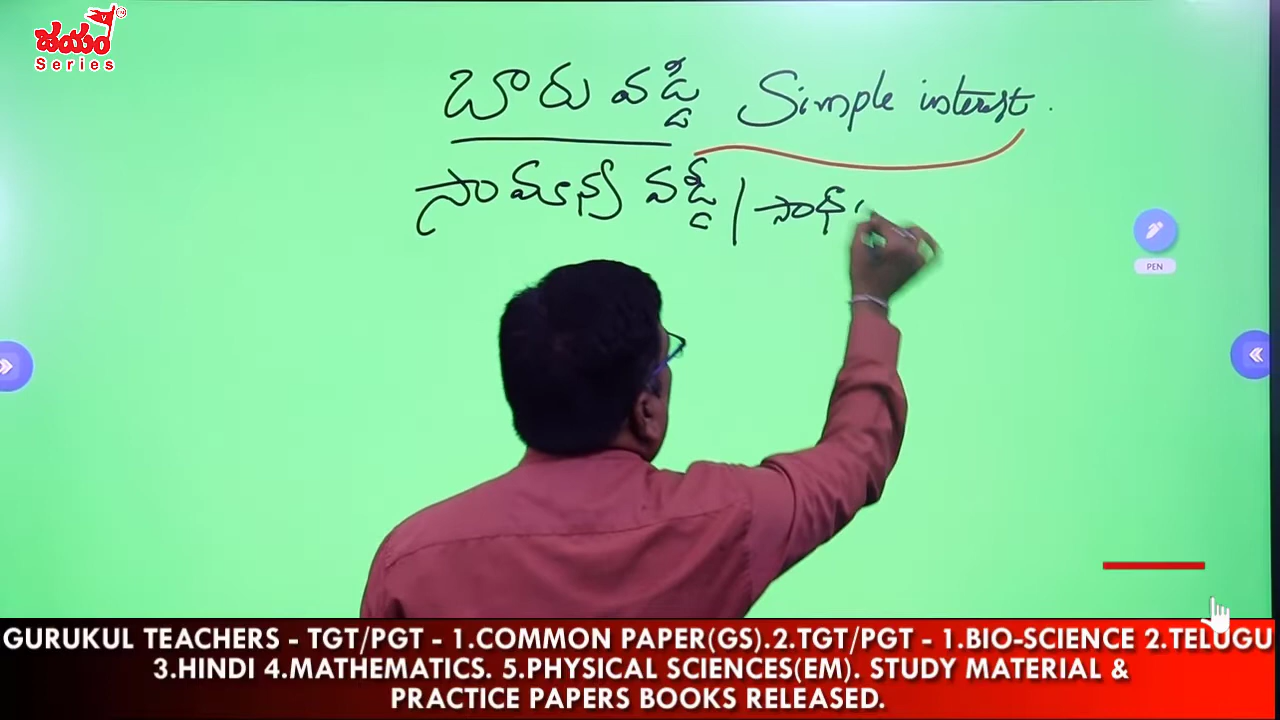 జయం
Series
బారు వడ్డీ Simple interest.
సామాన్య వడ్డీ / సాధా
PEN
GURUKUL TEACHERS - TGT/PGT - 1.COMMON PAPER(GS).2.TGT/PGT - 1.BIO-SCIENCE 2.TELUGU
3.HINDI 4.MATHEMATICS. 5.PHYSICAL SCIENCES(EM). STUDY MATERIAL &
PRACTICE PAPERS BOOKS RELEASED.